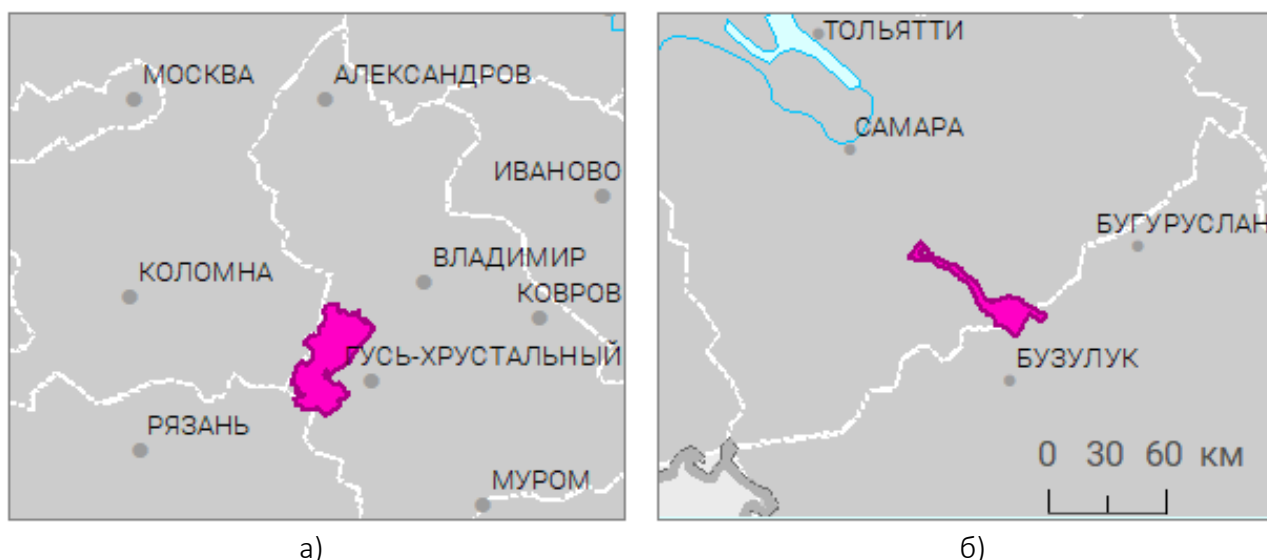 МОСКВА
АЛЕКСАНДРОВ
ИВАНОВО
ВЛАДИМИР
КОЛОМНА
КОВРОВ
ГУСЬ-ХРУСТАЛЬНЫЙ
РЯЗАНЬ
МУРОМ
а)
ТОЛЬЯТТИ
САМАРА
БУГУРУСЛАН
БУЗУЛУК
0 30 60 км
б)